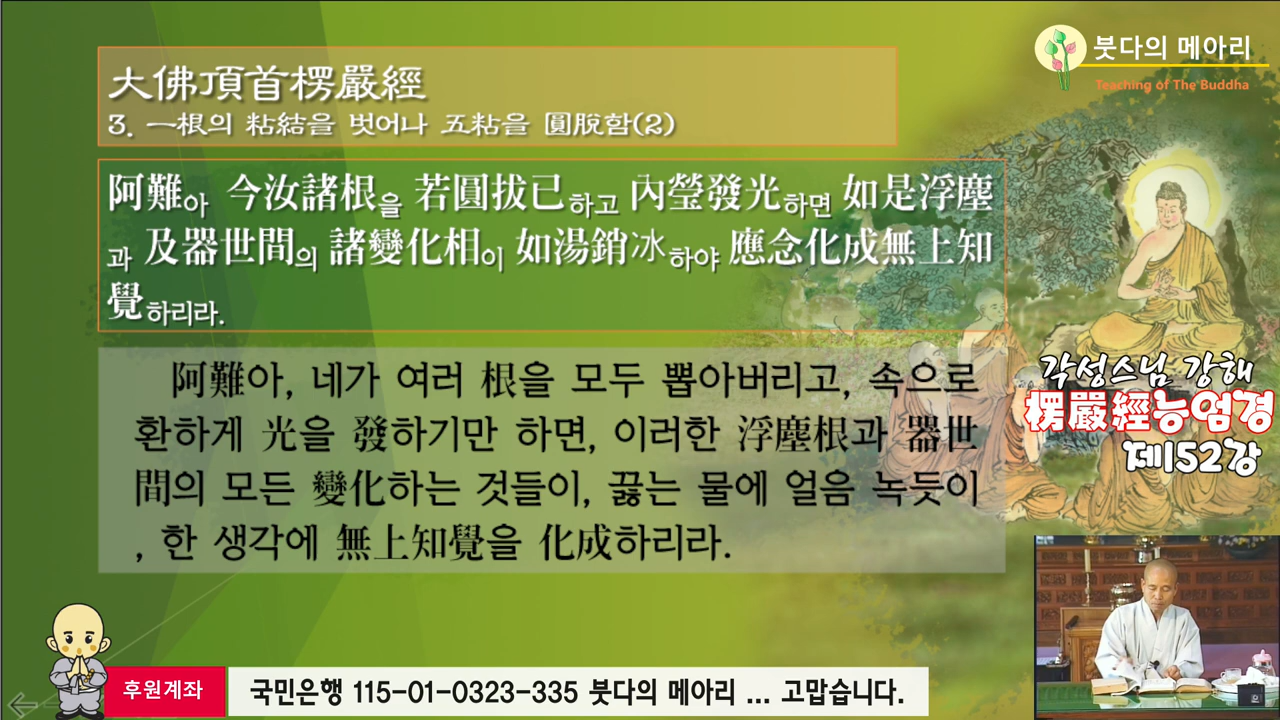 大佛頂首楞嚴經
3. 一根의 粘結을 벗어나 五粘을 圓脫함(2)
阿難아 今汝諸根을 若圓拔已하고 內瑩發光하면 如是浮塵
과 及器世間의 諸變化相이 如湯銷冰하야 應念化成無上知
覺하리라.
阿難아, 네가 여러 根을 모두 뽑아버리고, 속으로
환하게 光을 發하기만 하면, 이러한 浮塵根과 器世
間의 모든 變化하는 것들이, 끓는 물에 얼음 녹듯이
, 한 생각에 無上知覺을 化成하리라.
붓다의 메아리
Teaching of The Buddha
각성스님 강해
楞嚴經능엄경
제152강
후원계좌
국민은행 115-01-0323-335 붓다의 메아리 ... 고맙습니다.